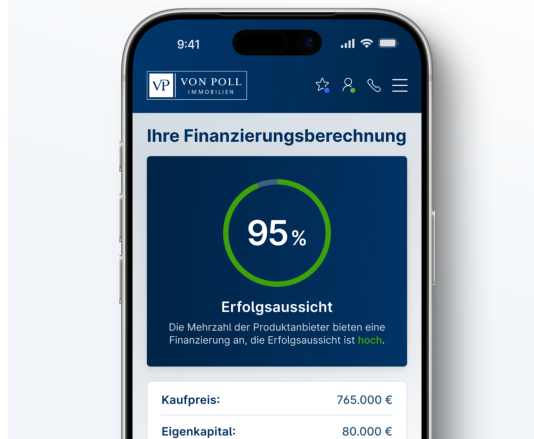 9:41
VP VON POLL
IMMOBILIEN
Ihre Finanzierungsberechnung
95 %
Erfolgsaussicht
Die Mehrzahl der Produktanbieter bieten eine
Finanzierung an, die Erfolgsaussicht ist hoch.
Kaufpreis: 765.000 €
Eigenkapital: 80.000 €